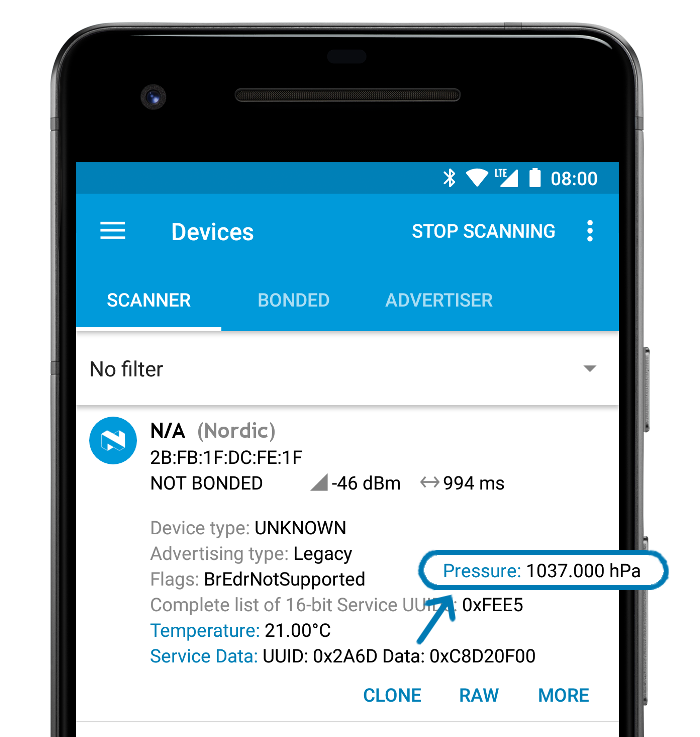 LTE 08:00
Devices STOP SCANNING
SCANNER BONDED ADVERTISER
No filter
N/A (Nordic)
2B:FB:1F:DC:FE:1F
NOT BONDED -46 dBm 994 ms
Device type: UNKNOWN
Advertising type: Legacy
Pressure: 1037.000 hPa
Flags: BrEdrNotSupported
Complete list of 16-bit Service UUIDs: 0xFEE5
Temperature: 21.00°C
Service Data: UUID: 0x2A6D Data: 0xC8D20F00
CLONE RAW MORE